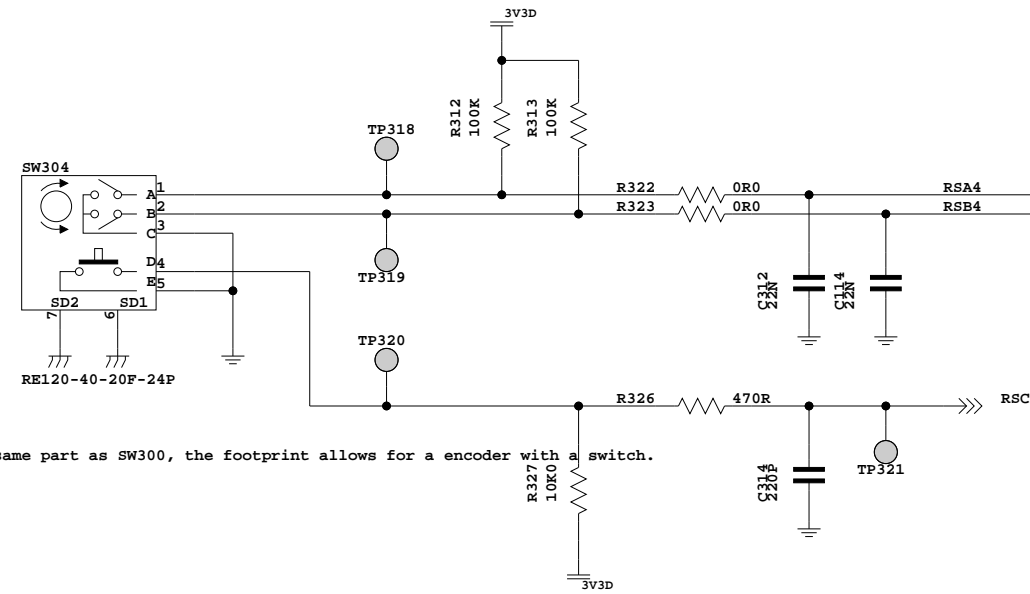 3V3D
R312
100K
R313
100K
TP318
SW304
A
1
B
2
C
3
D
4
E
5
SD2
SD1
7
6
RE120-40-20F-24P
R322
0R0
RSA4
R323
0R0
RSB4
TP319
C312
22N
C114
22N
TP320
R326
470R
RSC
same part as SW300, the footprint allows for a encoder with a switch.
R327
10K0
C314
220P
TP321
3V3D